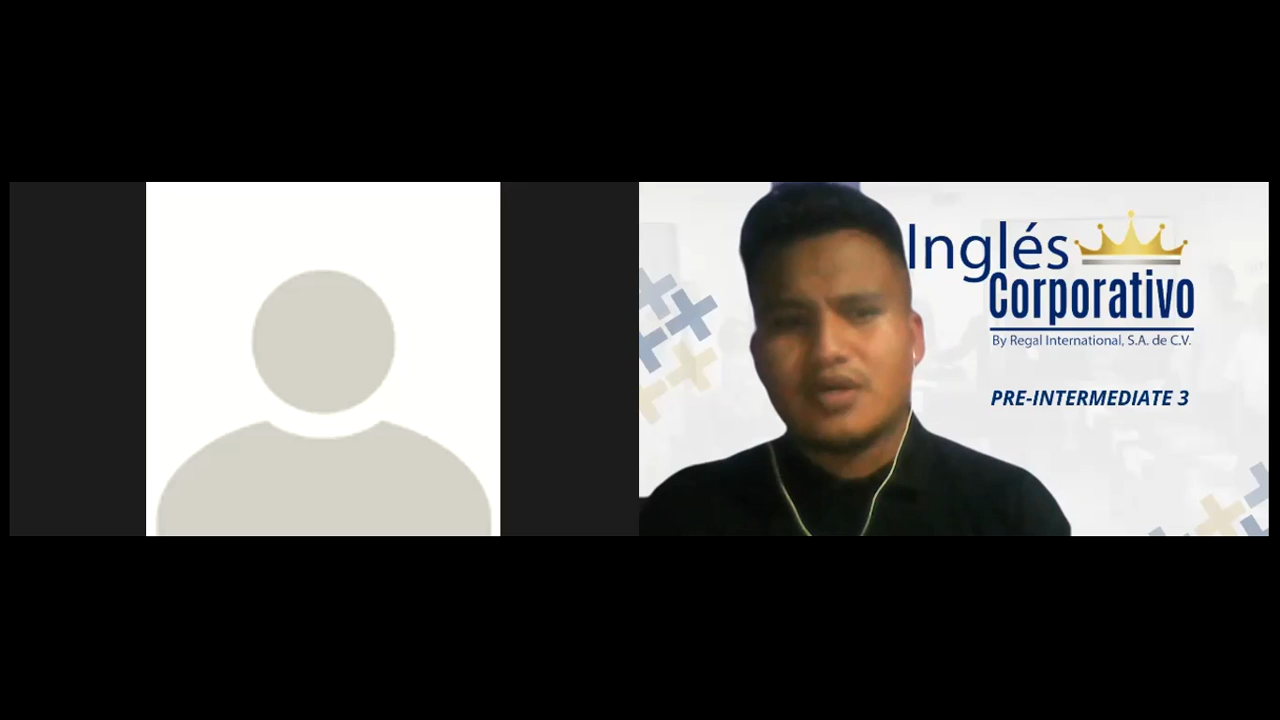 Inglés
Corporativo
By Regal International, S.A. de C.V.
PRE-INTERMEDIATE 3